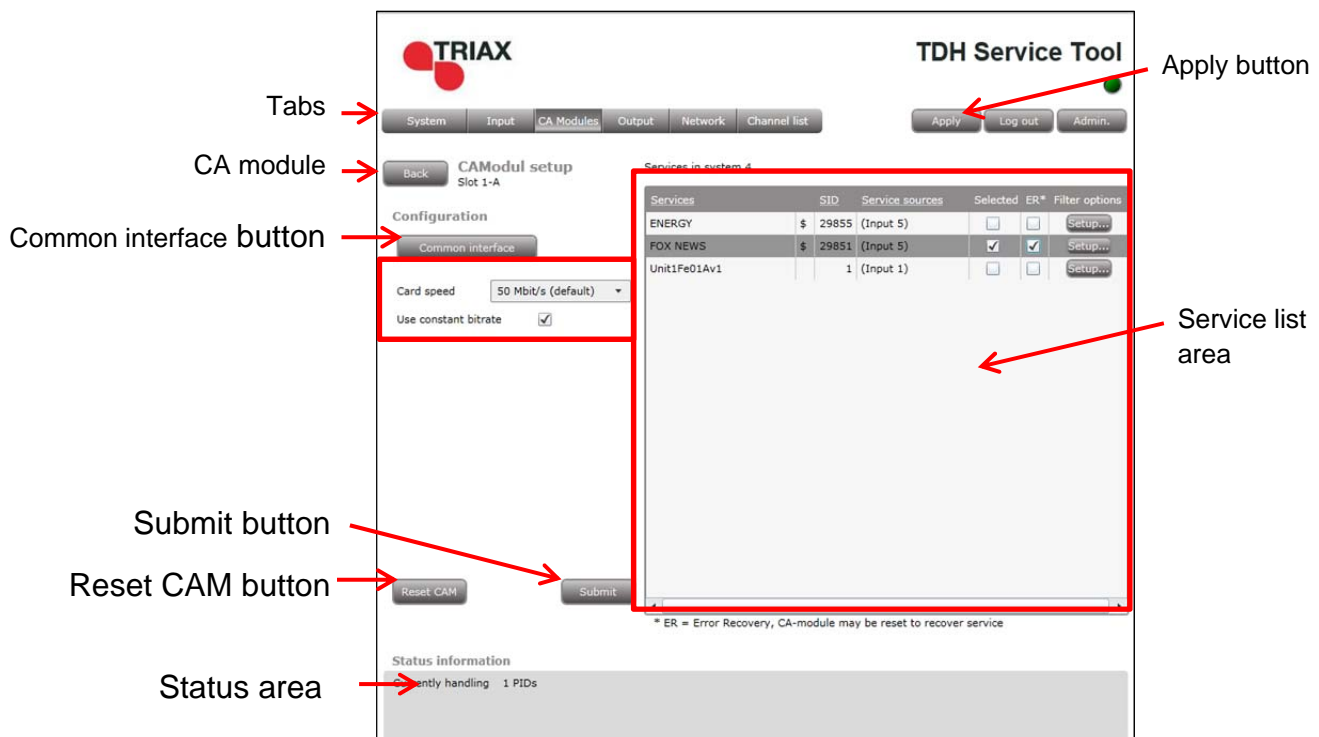 TRIAX
TDH Service Tool
Apply button
Tabs
System Input CA Modules Output Network Channel list Apply Log out Admin.
CA module
Back CAModul setup
Slot 1-A
Services in system 4
Services SID Service sources Selected ER* Filter options
ENERGY $ 29855 (Input 5) Setup...
FOX NEWS $ 29851 (Input 5) Setup...
Unit1Fe01Av1 1 (Input 1) Setup...
Configuration
Common interface button
Common interface
Card speed 50 Mbit/s (default)
Use constant bitrate
Service list
area
Submit button
Reset CAM button
Reset CAM Submit
* ER = Error Recovery, CA-module may be reset to recover service
Status information
Status area
Currently handling 1 PIDs